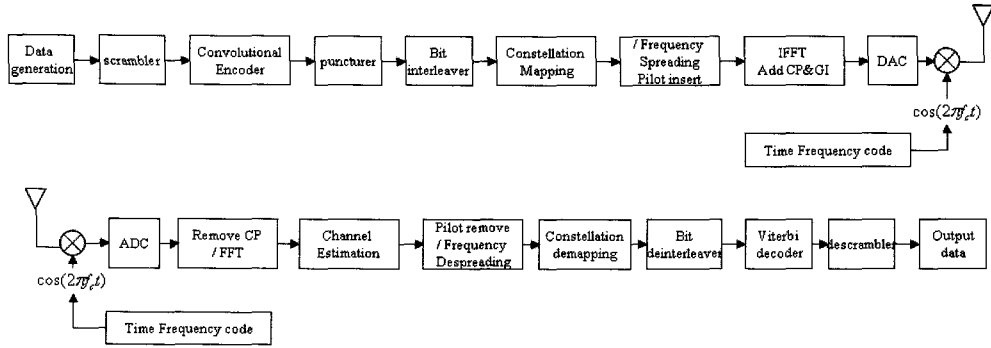 Data
generation
scrambler
Convolutional
Encoder
puncturer
Bit
interleaver
Constellation
Mapping
/ Frequency
Spreading
Pilot insert
IFFT
Add CP&GI
DAC
cos(2πf_c t)
Time Frequency code
ADC
Remove CP
/ FFT
Channel
Estimation
Pilot remove
/ Frequency
Despreading
Constellation
demapping
Bit
deinterleaver
Viterbi
decoder
descrambler
Output
data
cos(2πf_c t)
Time Frequency code